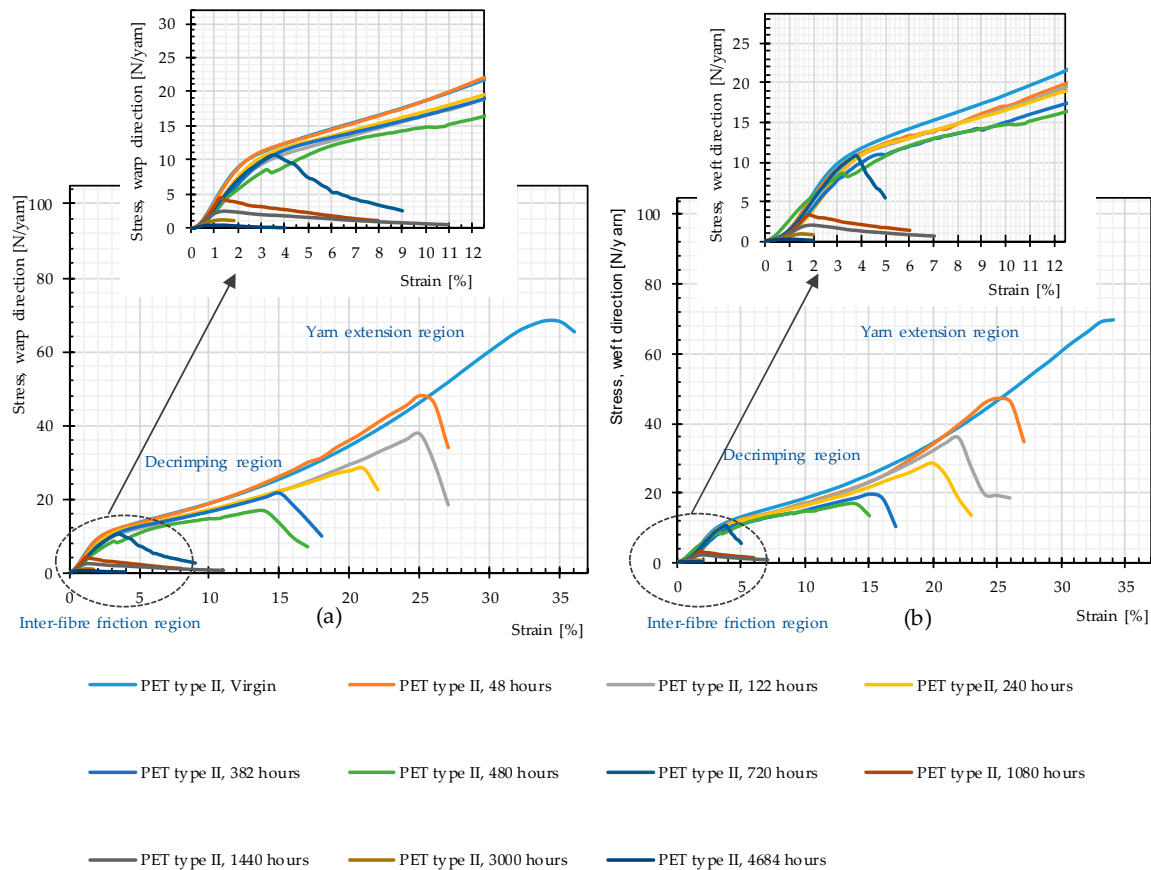 Stress, warp direction [N/yarn]
30
25
20
15
10
5
0
0 1 2 3 4 5 6 7 8 9 10 11 12
Strain [%]
Stress, weft direction [N/yarn]
25
20
15
10
5
0
0 1 2 3 4 5 6 7 8 9 10 11 12
Strain [%]
Stress, warp direction [N/yarn]
100
80
60
40
20
0
0 5 10 15 20 25 30 35
Yarn extension region
Decrimping region
Inter-fibre friction region
(a)
Strain [%]
Stress, weft direction [N/yarn]
100
80
60
40
20
0
0 5 10 15 20 25 30 35
Yarn extension region
Decrimping region
Inter-fibre friction region
(b)
Strain [%]
PET type II, Virgin
PET type II, 48 hours
PET type II, 122 hours
PET type II, 240 hours
PET type II, 382 hours
PET type II, 480 hours
PET type II, 720 hours
PET type II, 1080 hours
PET type II, 1440 hours
PET type II, 3000 hours
PET type II, 4684 hours